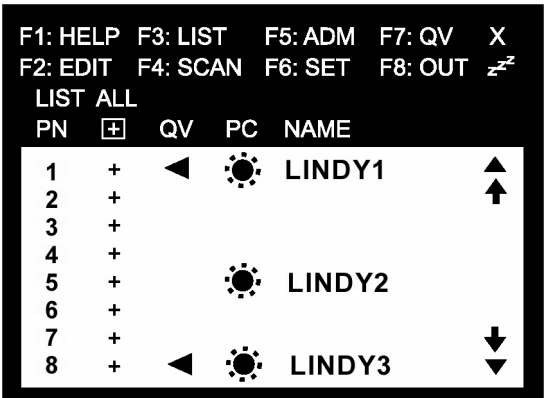 F1: HELP F3: LIST F5: ADM F7: QV X
F2: EDIT F4: SCAN F6: SET F8: OUT zzz
LIST ALL
PN + QV PC NAME
1 + LINDY1
2 +
3 +
4 +
5 + LINDY2
6 +
7 +
8 + LINDY3